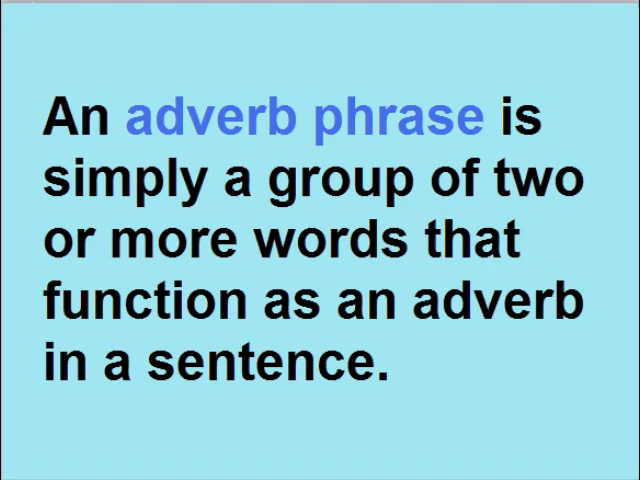 An adverb phrase is
simply a group of two
or more words that
function as an adverb
in a sentence.